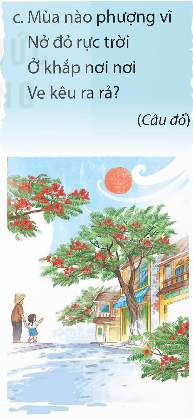 c. Mùa nào phượng vĩ
Nở đỏ rực trời
Ở khắp nơi nơi
Ve kêu ra rả?
(Câu đố)